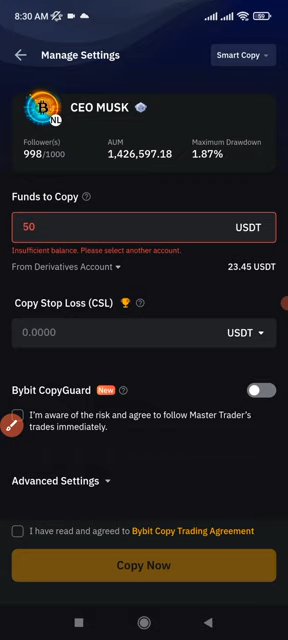 8:30 AM
59
Manage Settings
Smart Copy
CEO MUSK
NL
Follower(s)
AUM
Maximum Drawdown
998/1000
1,426,597.18
1.87%
Funds to Copy
50
USDT
Insufficient balance. Please select another account.
From Derivatives Account
23.45 USDT
Copy Stop Loss (CSL)
0.0000
USDT
Bybit CopyGuard New
I'm aware of the risk and agree to follow Master Trader's
trades immediately.
Advanced Settings
I have read and agreed to Bybit Copy Trading Agreement
Copy Now